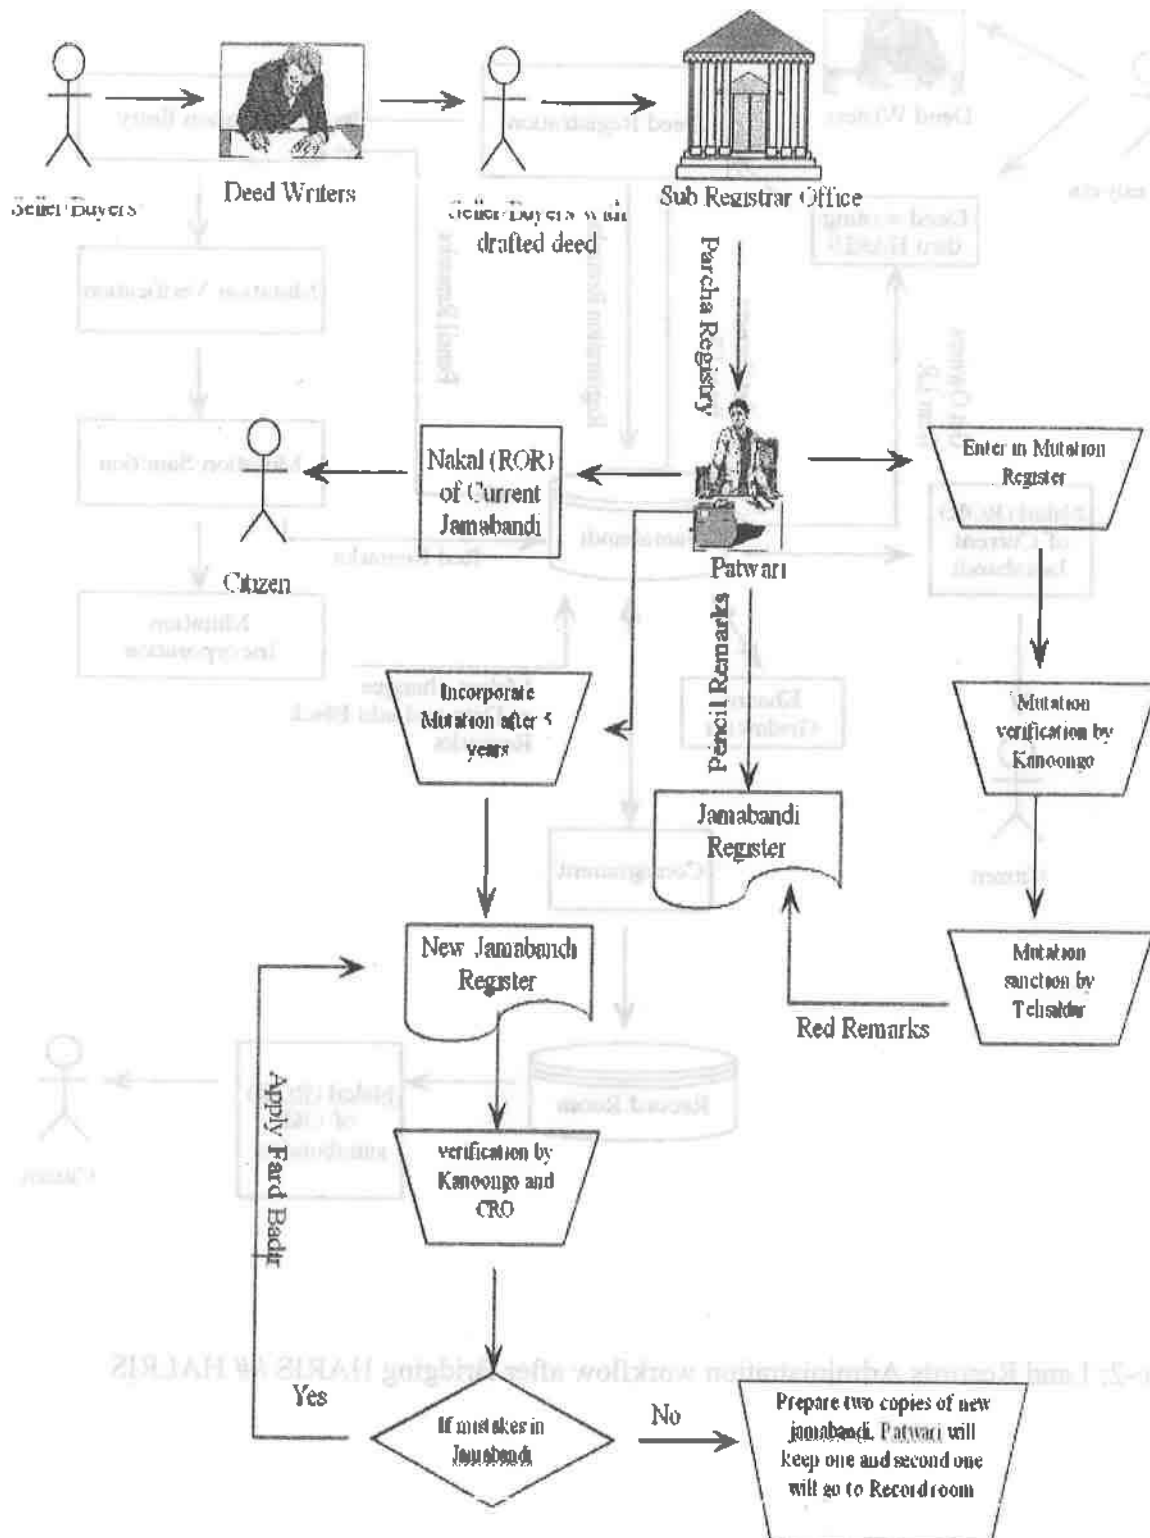 Seller/Buyers
Deed Writers
Seller/Buyers with
drafted deed
Sub Registrar Office
Parcha Registry
Nakal (ROR)
of Current
Jamabandi
Citizen
Patwari
Enter in Mutation
Register
Incorporate
Mutation after 5
years
Pencil Remarks
Mutation
verification by
Kanoongo
Jamabandi
Register
New Jamabandi
Register
Mutation
sanction by
Tehsildar
Red Remarks
Apply Fard Badir
verification by
Kanoongo and
CRO
Yes
If mistakes in
Jamabandi
No
Prepare two copies of new
jamabandi, Patwari will
keep one and second one
will go to Record room